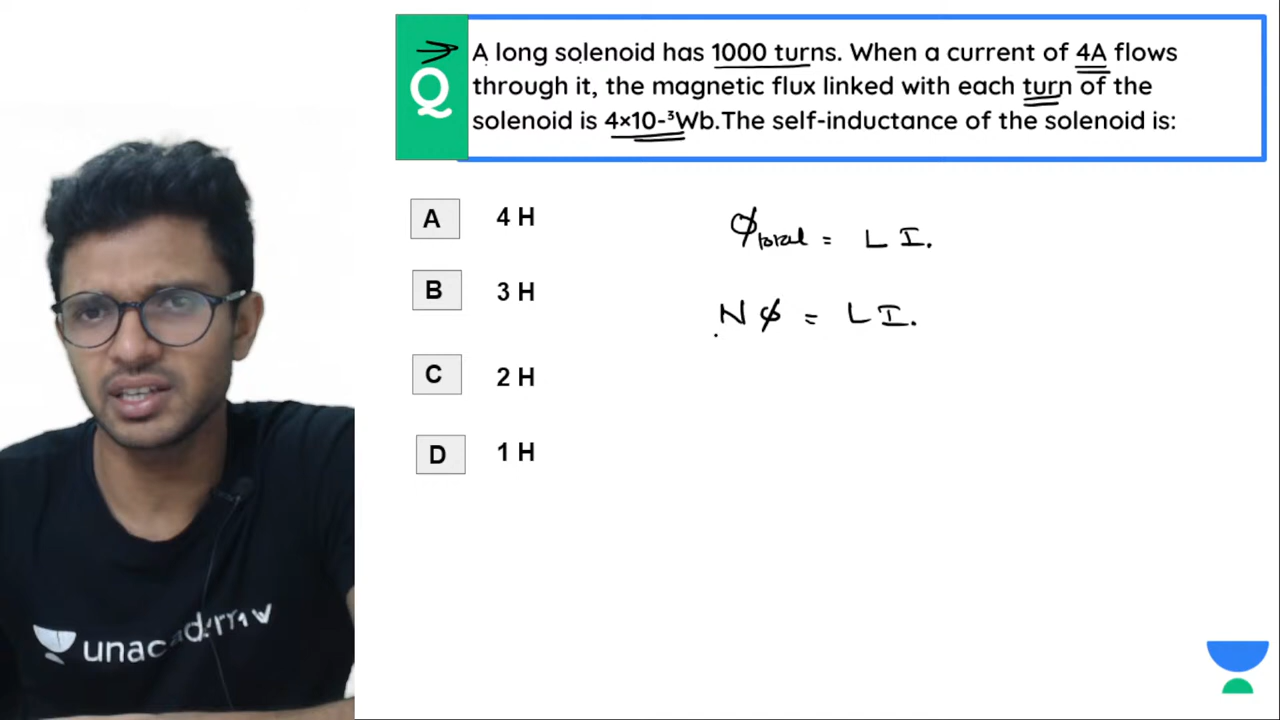 Q
A long solenoid has 1000 turns. When a current of 4A flows
through it, the magnetic flux linked with each turn of the
solenoid is 4×10-³Wb.The self-inductance of the solenoid is:
A 4 H
B 3 H
C 2 H
D 1 H
ϕtotal = L I.
N ϕ = L I.
unacademy